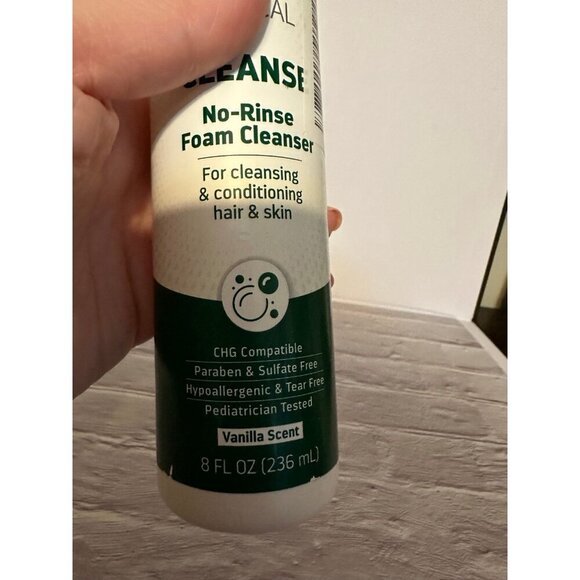 CLEANSE
No-Rinse
Foam Cleanser
For cleansing
& conditioning
hair & skin
CHG Compatible
Paraben & Sulfate Free
Hypoallergenic & Tear Free
Pediatrician Tested
Vanilla Scent
8 FL OZ (236 mL)